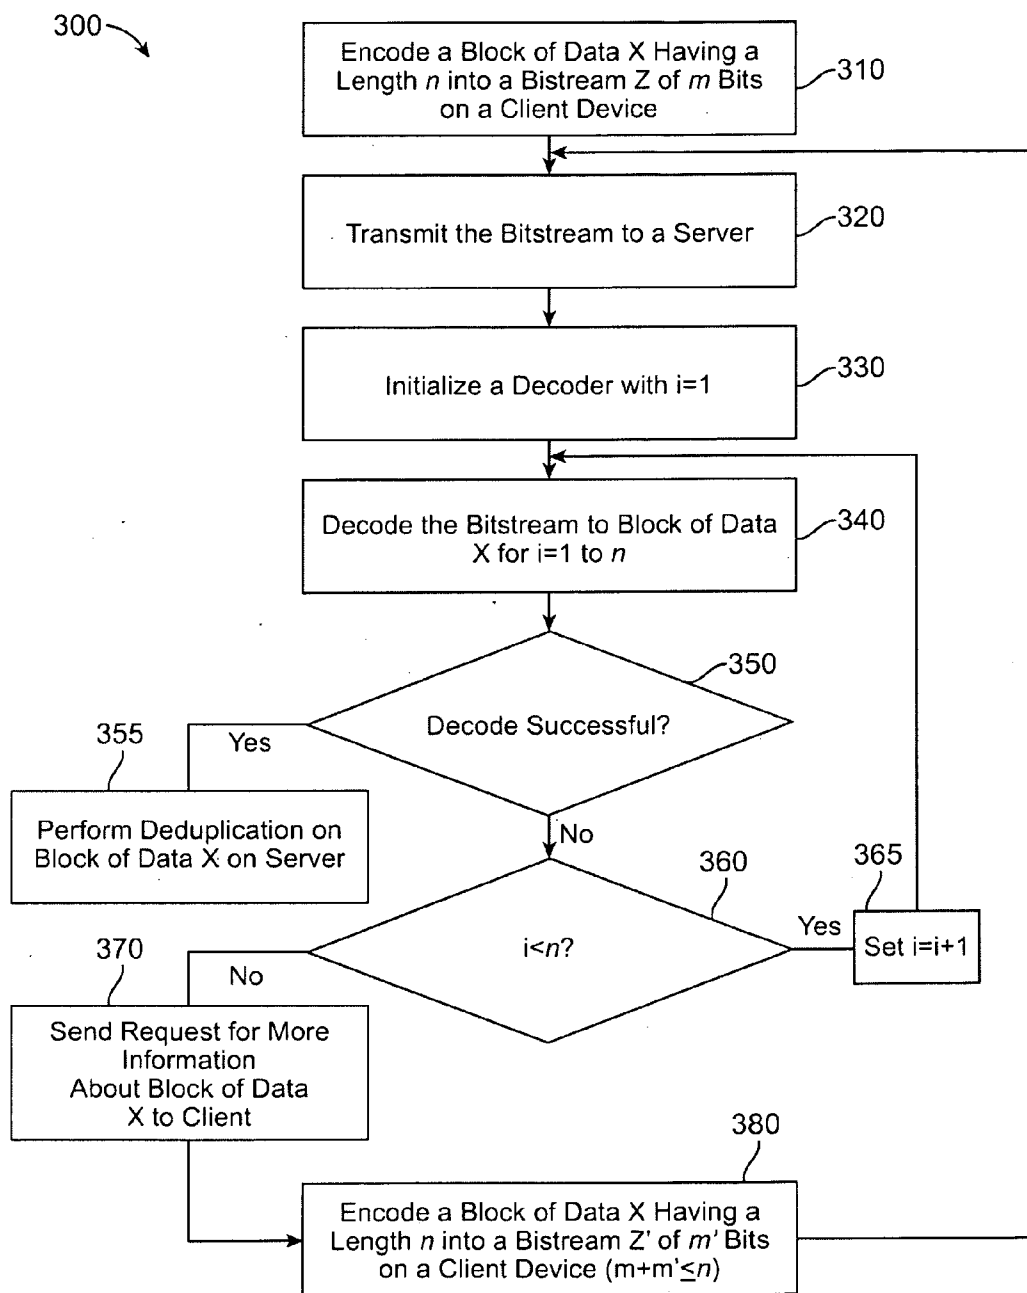 300
Encode a Block of Data X Having a
Length n into a Bistream Z of m Bits
on a Client Device
310
Transmit the Bitstream to a Server
320
Initialize a Decoder with i=1
330
Decode the Bitstream to Block of Data
X for i=1 to n
340
Decode Successful?
350
Yes
355
Perform Deduplication on
Block of Data X on Server
No
i<n?
360
Yes
365
Set i=i+1
No
370
Send Request for More
Information
About Block of Data
X to Client
380
Encode a Block of Data X Having a
Length n into a Bistream Z' of m' Bits
on a Client Device (m+m'≤n)